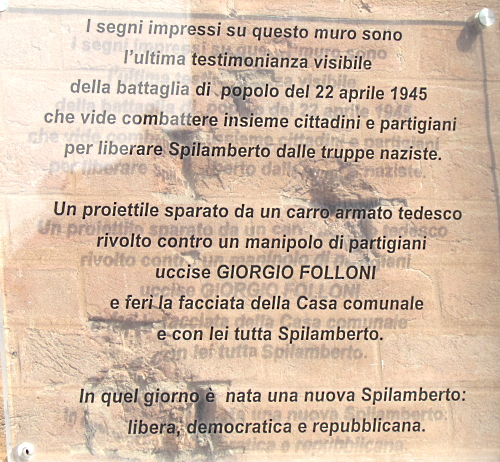 I segni impressi su questo muro sono
l'ultima testimonianza visibile
della battaglia di popolo del 22 aprile 1945
che vide combattere insieme cittadini e partigiani
per liberare Spilamberto dalle truppe naziste.
Un proiettile sparato da un carro armato tedesco
rivolto contro un manipolo di partigiani
uccise GIORGIO FOLLONI
e ferì la facciata della Casa comunale
e con lei tutta Spilamberto.
In quel giorno è nata una nuova Spilamberto:
libera, democratica e repubblicana.